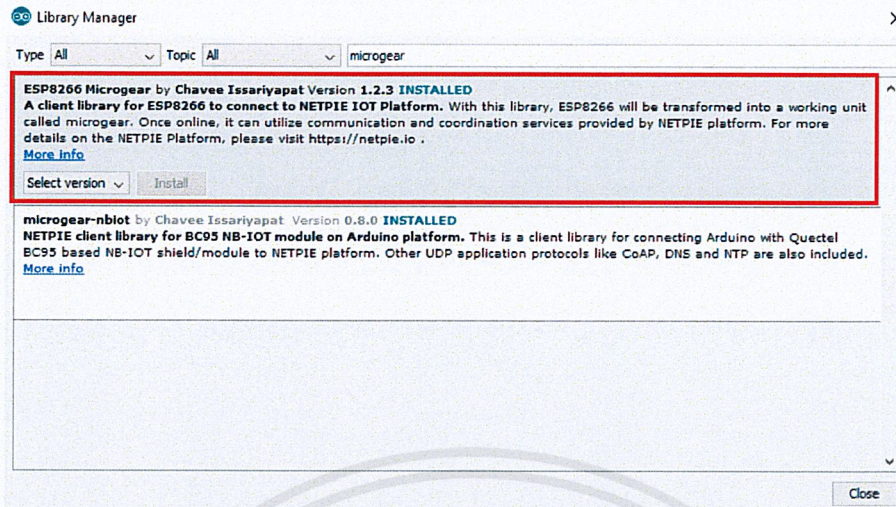 Library Manager
Type All Topic All microgear
ESP8266 Microgear by Chavee Issariyapat Version 1.2.3 INSTALLED
A client library for ESP8266 to connect to NETPIE IOT Platform. With this library, ESP8266 will be transformed into a working unit
called microgear. Once online, it can utilize communication and coordination services provided by NETPIE platform. For more
details on the NETPIE Platform, please visit https://netpie.io .
More info
Select version Install
microgear-nbiot by Chavee Issariyapat Version 0.8.0 INSTALLED
NETPIE client library for BC95 NB-IOT module on Arduino platform. This is a client library for connecting Arduino with Quectel
BC95 based NB-IOT shield/module to NETPIE platform. Other UDP application protocols like CoAP, DNS and NTP are also included.
More info
Close